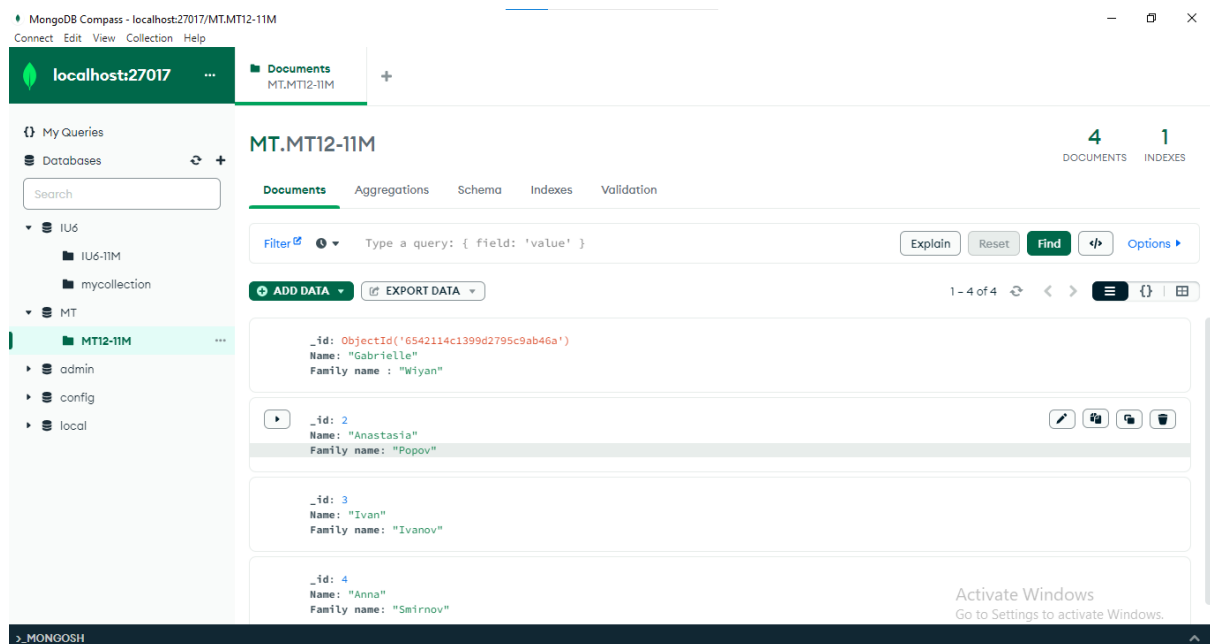 MongoDB Compass - localhost:27017/MT.MT12-11M
Connect Edit View Collection Help
localhost:27017 ...
Documents
MT.MT12-11M
{} My Queries
Databases
Search
IU6
IU6-11M
mycollection
MT
MT12-11M ...
admin
config
local
MT.MT12-11M
4
DOCUMENTS
1
INDEXES
Documents Aggregations Schema Indexes Validation
Filter Type a query: { field: 'value' } Explain Reset Find </> Options
ADD DATA EXPORT DATA 1 – 4 of 4 {}
_id: ObjectId('6542114c1399d2795c9ab46a')
Name: "Gabrielle"
Family name : "Wiyan"
_id: 2
Name: "Anastasia"
Family name: "Popov"
_id: 3
Name: "Ivan"
Family name: "Ivanov"
_id: 4
Name: "Anna"
Family name: "Smirnov"
Activate Windows
Go to Settings to activate Windows.
>_MONGOSH